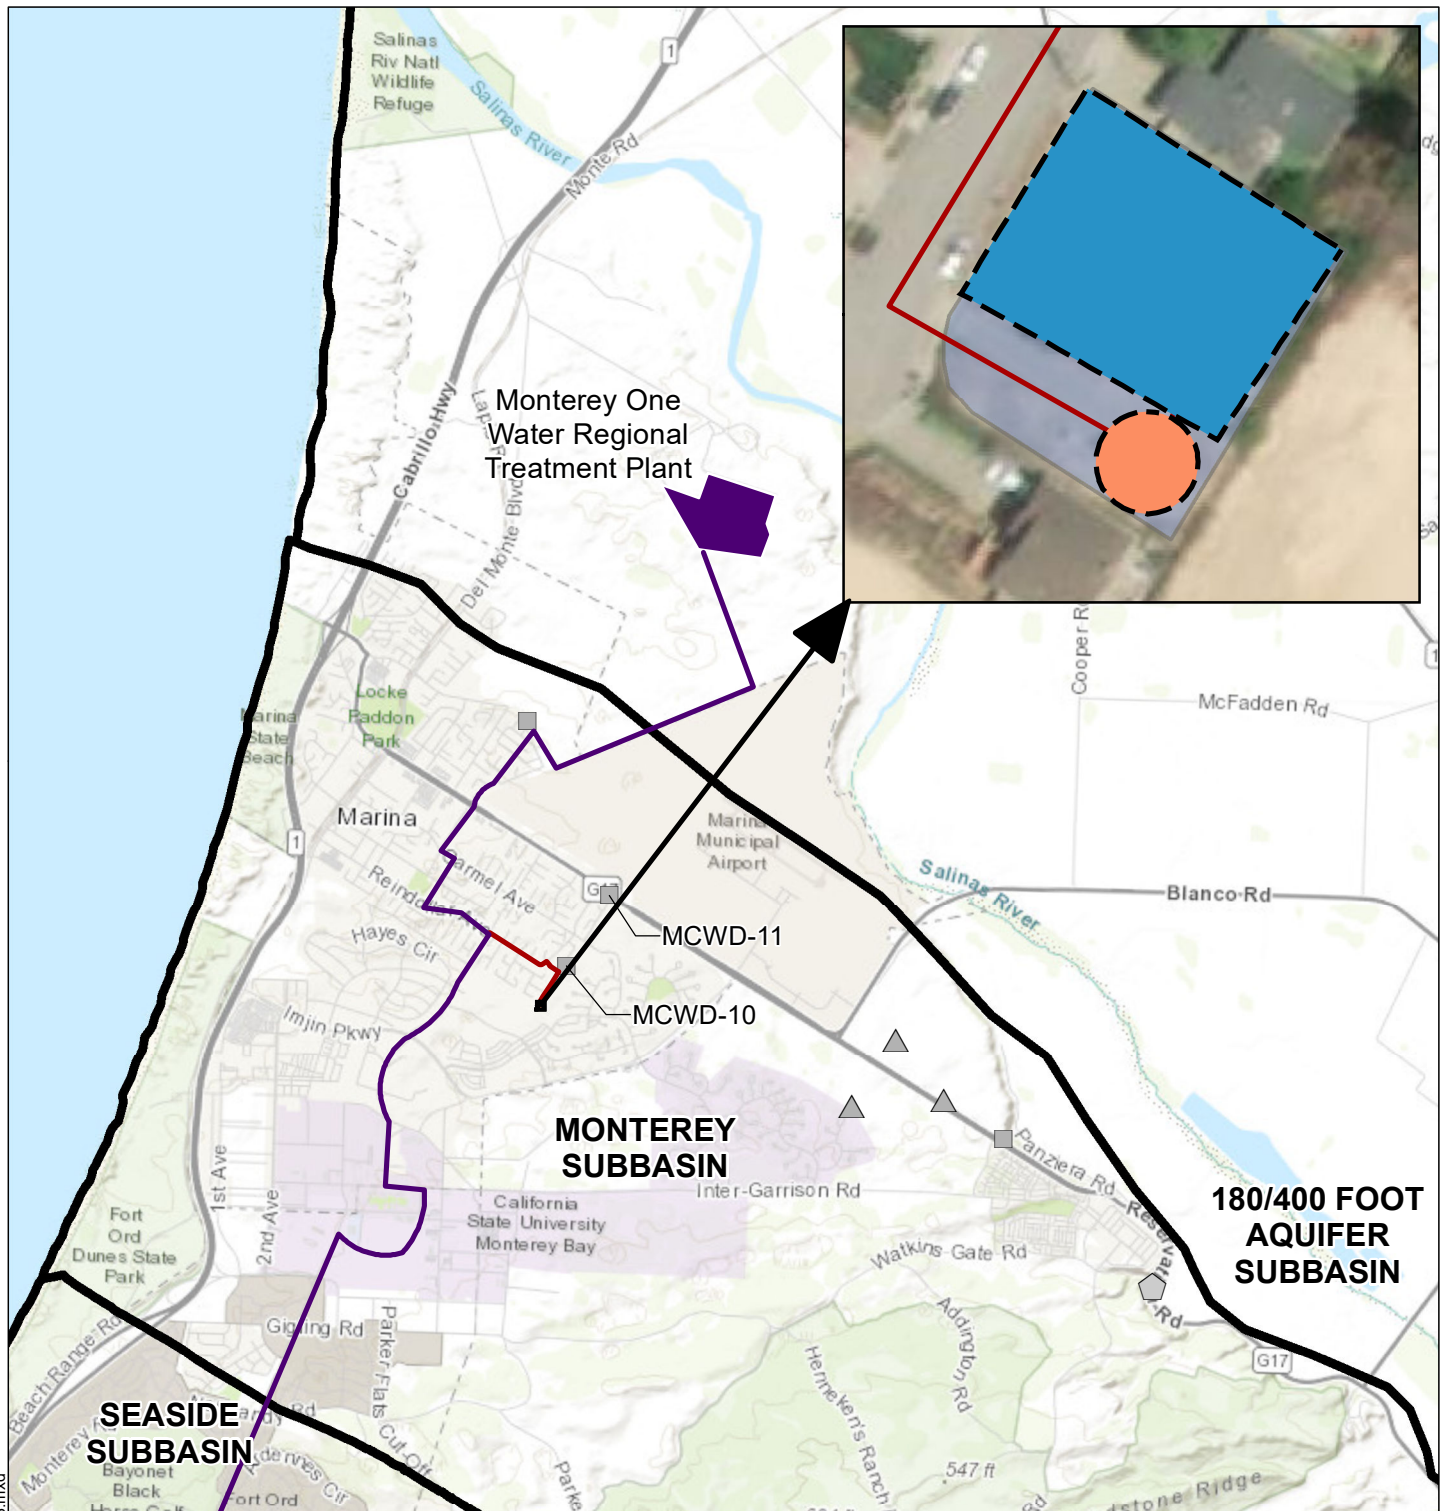 Salinas
Riv Natl
Wildlife
Refuge
Salinas River
1
Monte Rd
Monterey One
Water Regional
Treatment Plant
Cabrillo Hwy
Del Monte Blvd
Cooper R
McFadden Rd
Locke
Paddon
Park
Marina
State
Beach
Marina
Marina
Municipal
Airport
1
Carmel Ave
G17
Salinas River
Blanco Rd
MCWD-11
Hayes Cir
MCWD-10
Imjin Pkwy
MONTEREY
SUBBASIN
Panziera Rd
Reservat
Rd
1st Ave
2nd Ave
Inter-Garrison Rd
California
State University
Monterey Bay
180/400 FOOT
AQUIFER
SUBBASIN
Fort
Ord
Dunes State
Park
Watkins Gate Rd
Addington Rd
Gigling Rd
Parker Flats Cut-Off
Beach Range Rd
G17
Henneken's Ranch
SEASIDE
SUBBASIN
Monterey
Bayonet
Black
Fort Ord
547 ft
Rd
Ridge